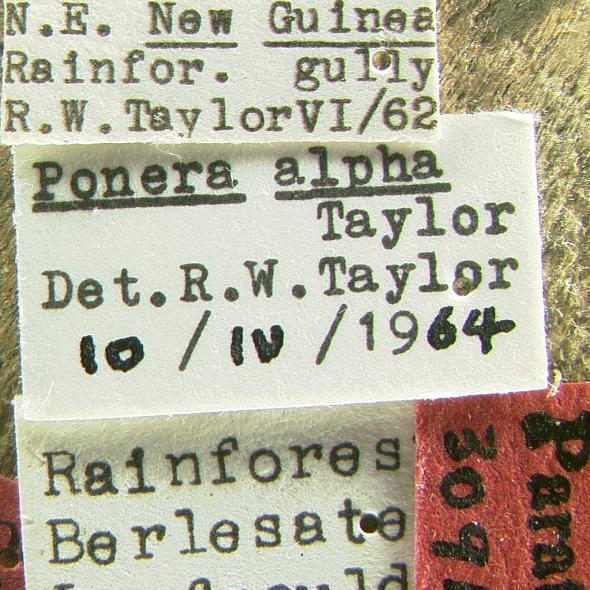 N.E. New Guinea
Rainfor. gully
R.W.TaylorVI/62
Ponera alpha
Taylor
Det.R.W.Taylor
10/IV/1964
Rainfores
Berlesate